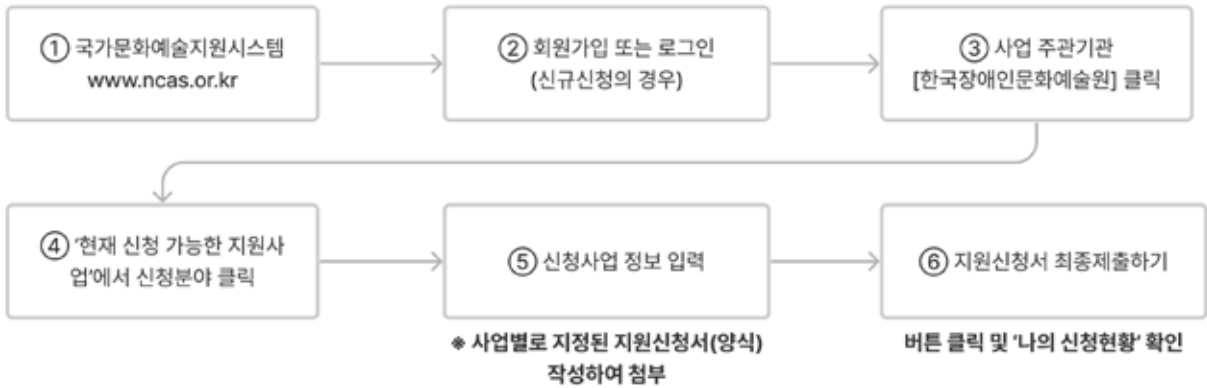 ① 국가문화예술지원시스템
www.ncas.or.kr
② 회원가입 또는 로그인
(신규신청의 경우)
③ 사업 주관기관
[한국장애인문화예술원] 클릭
④ '현재 신청 가능한 지원사
업'에서 신청분야 클릭
⑤ 신청사업 정보 입력
⑥ 지원신청서 최종제출하기
※ 사업별로 지정된 지원신청서(양식)
작성하여 첨부
버튼 클릭 및 '나의 신청현황' 확인